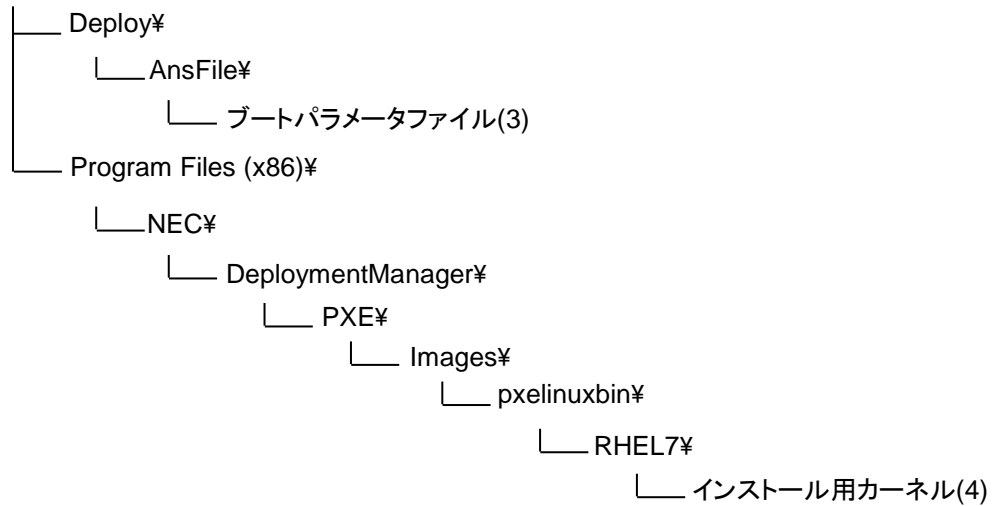 Deploy¥
AnsFile¥
ブートパラメータファイル(3)
Program Files (x86)¥
NEC¥
DeploymentManager¥
PXE¥
Images¥
pxelinuxbin¥
RHEL7¥
インストール用カーネル(4)